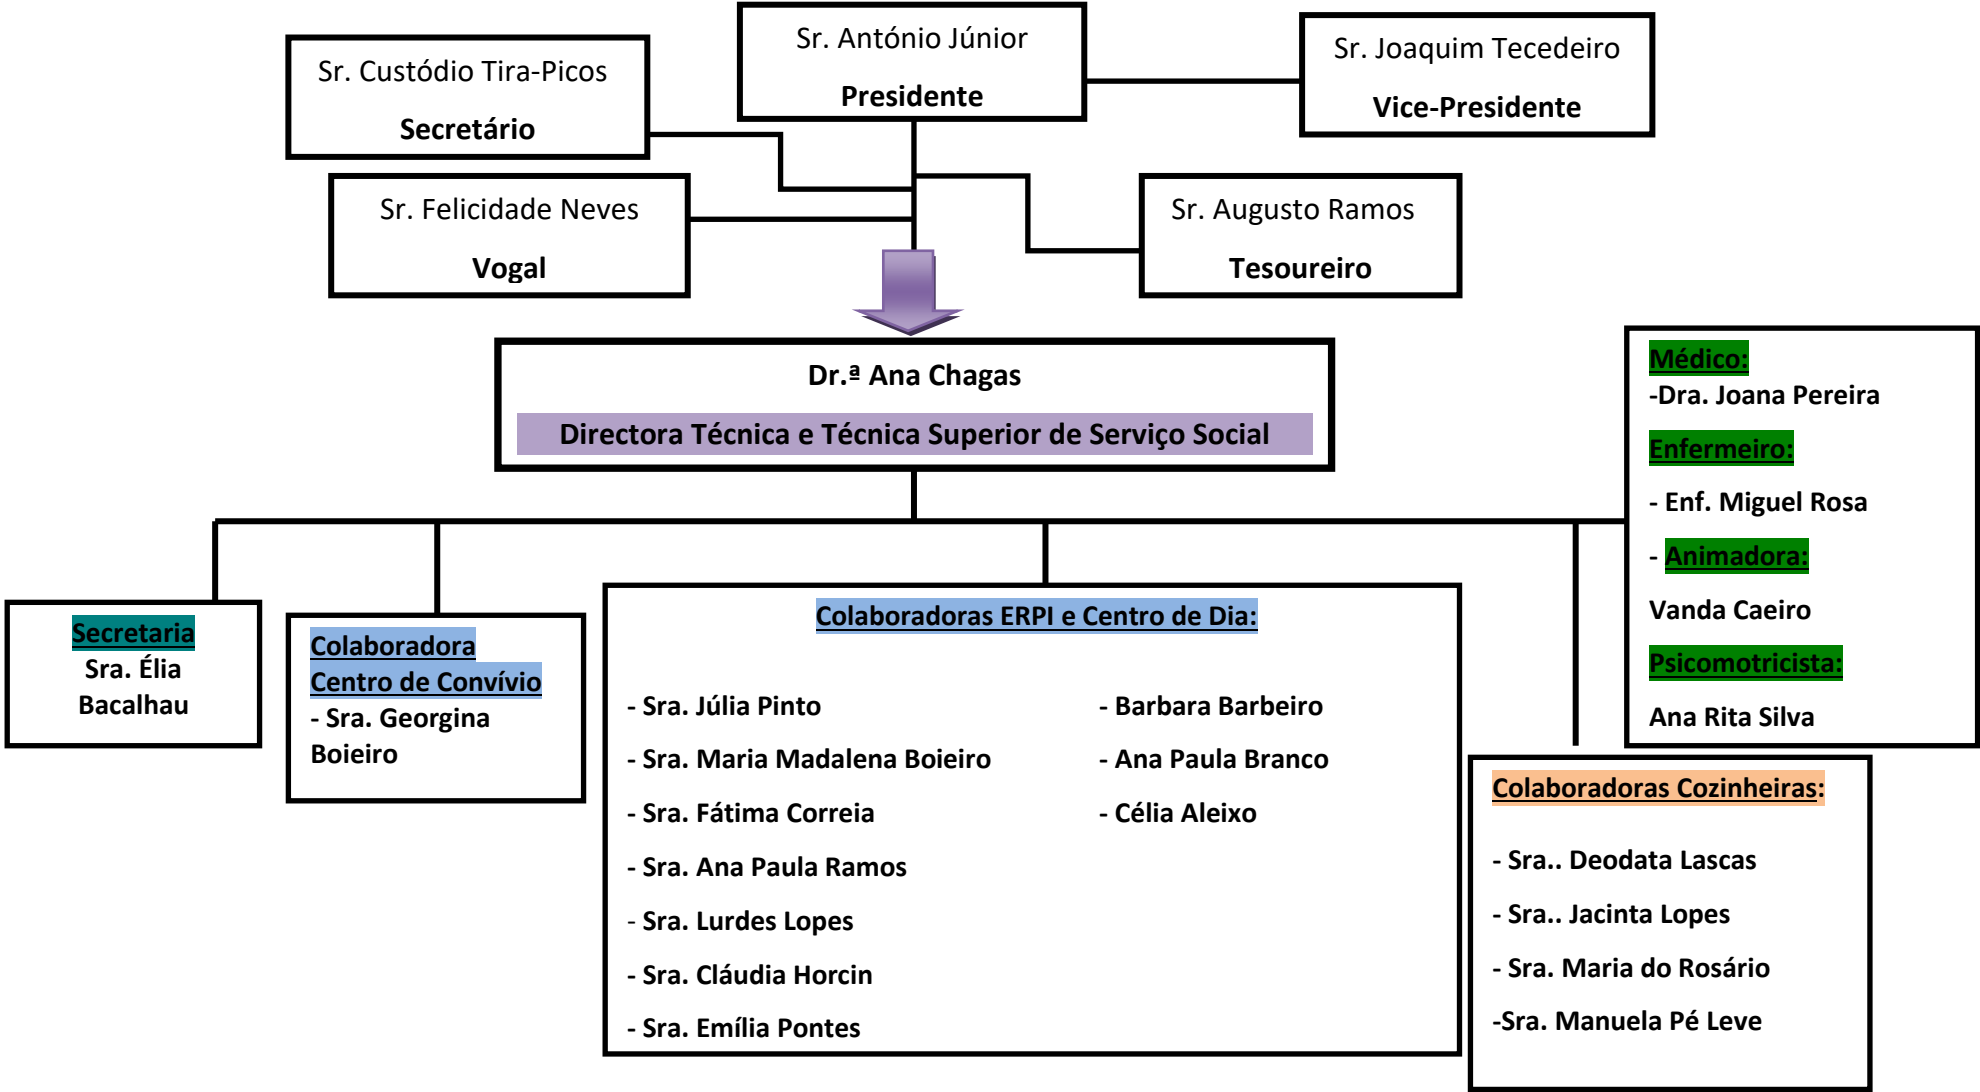 Sr. António Júnior
Presidente
Sr. Custódio Tira-Picos
Secretário
Sr. Joaquim Tecedeiro
Vice-Presidente
Sr. Felicidade Neves
Vogal
Sr. Augusto Ramos
Tesoureiro
Dr.ª Ana Chagas
Directora Técnica e Técnica Superior de Serviço Social
Médico:
-Dra. Joana Pereira
Enfermeiro:
- Enf. Miguel Rosa
- Animadora:
Vanda Caeiro
Psicomotricista:
Ana Rita Silva
Secretaria
Sra. Élia
Bacalhau
Colaboradora
Centro de Convívio
- Sra. Georgina
Boieiro
Colaboradoras ERPI e Centro de Dia:
- Sra. Júlia Pinto
- Sra. Maria Madalena Boieiro
- Sra. Fátima Correia
- Sra. Ana Paula Ramos
- Sra. Lurdes Lopes
- Sra. Cláudia Horcin
- Sra. Emília Pontes
- Barbara Barbeiro
- Ana Paula Branco
- Célia Aleixo
Colaboradoras Cozinheiras:
- Sra.. Deodata Lascas
- Sra.. Jacinta Lopes
- Sra. Maria do Rosário
-Sra. Manuela Pé Leve